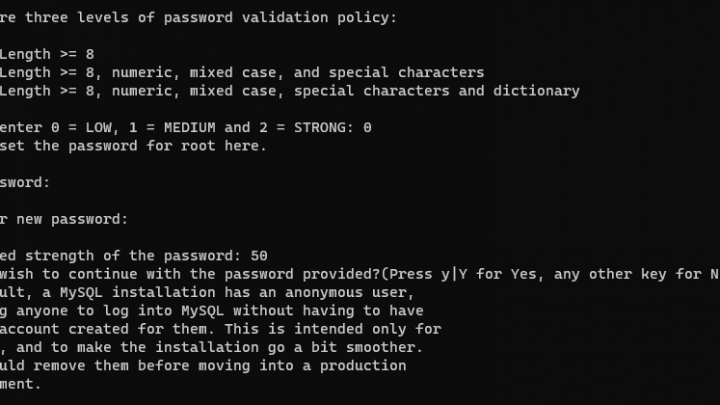 re three levels of password validation policy:
Length >= 8
Length >= 8, numeric, mixed case, and special characters
Length >= 8, numeric, mixed case, special characters and dictionary
enter 0 = LOW, 1 = MEDIUM and 2 = STRONG: 0
set the password for root here.
sword:
r new password:
ed strength of the password: 50
wish to continue with the password provided?(Press y|Y for Yes, any other key for N
ult, a MySQL installation has an anonymous user,
g anyone to log into MySQL without having to have
account created for them. This is intended only for
, and to make the installation go a bit smoother.
uld remove them before moving into a production
ment.